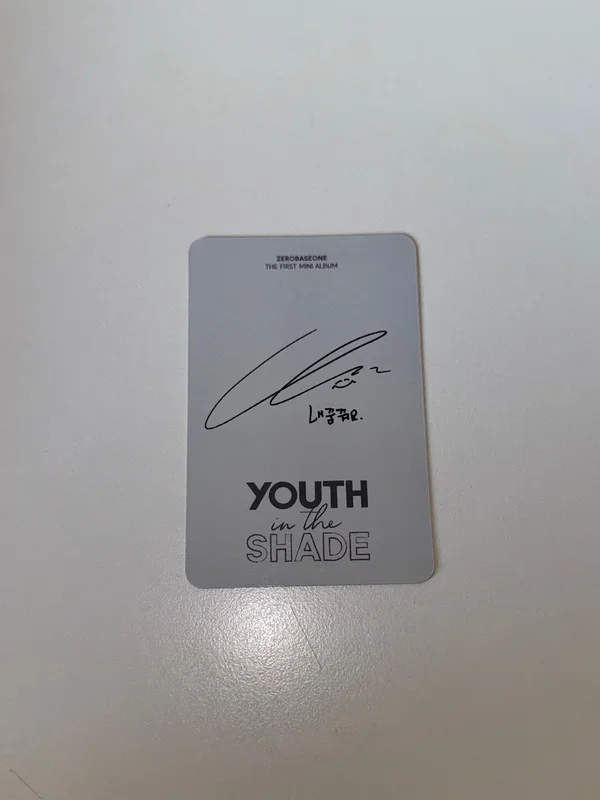 ZEROBASEONE
THE FIRST MINI ALBUM
내꿈꿔요.
YOUTH
in the
SHADE